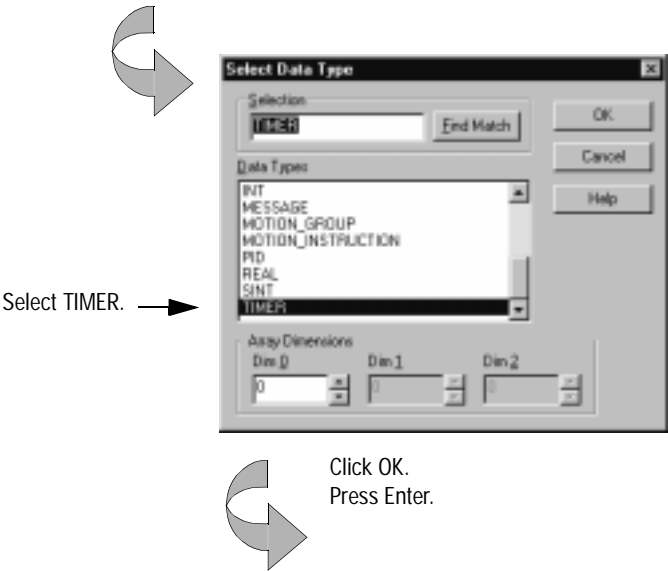 Select Data Type
Selection
TIMER
Find Match
OK
Cancel
Help
Data Types
INT
MESSAGE
MOTION_GROUP
MOTION_INSTRUCTION
PID
REAL
SINT
TIMER
Select TIMER.
Array Dimensions
Dim 0 Dim 1 Dim 2
0 0 0
Click OK.
Press Enter.